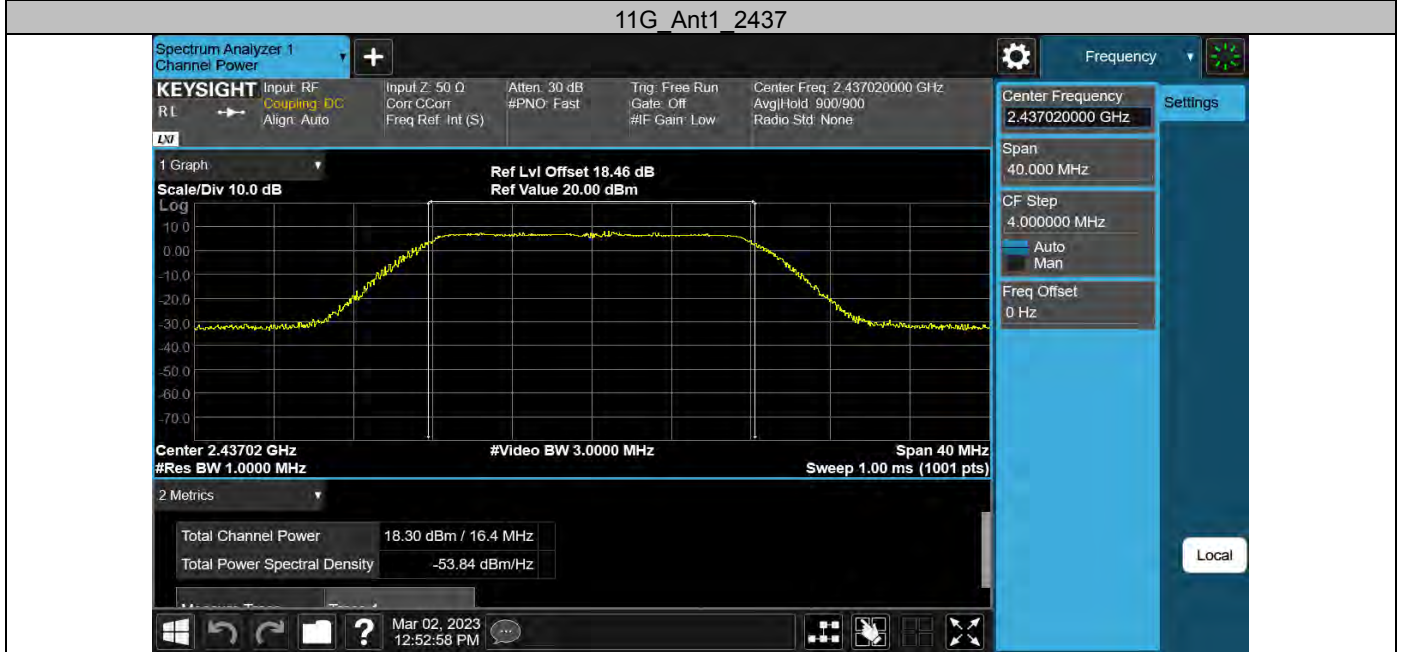 11G_Ant1_2437
Spectrum Analyzer 1
Channel Power
+
Frequency
KEYSIGHT
Input: RF
Coupling: DC
Align: Auto
RL
LXI
Input Z: 50 Ω
Corr CCorr
Freq Ref: Int (S)
Atten: 30 dB
#PNO: Fast
Trig: Free Run
Gate: Off
#IF Gain: Low
Center Freq: 2.437020000 GHz
Avg|Hold: 900/900
Radio Std: None
Center Frequency
2.437020000 GHz
Settings
Span
40.000 MHz
CF Step
4.000000 MHz
Auto
Man
Freq Offset
0 Hz
1 Graph
Scale/Div 10.0 dB
Ref Lvl Offset 18.46 dB
Ref Value 20.00 dBm
Log
10.0
0.00
-10.0
-20.0
-30.0
-40.0
-50.0
-60.0
-70.0
Center 2.43702 GHz
#Video BW 3.0000 MHz
Span 40 MHz
#Res BW 1.0000 MHz
Sweep 1.00 ms (1001 pts)
2 Metrics
Total Channel Power
18.30 dBm / 16.4 MHz
Total Power Spectral Density
-53.84 dBm/Hz
Local
?
Mar 02, 2023
12:52:58 PM